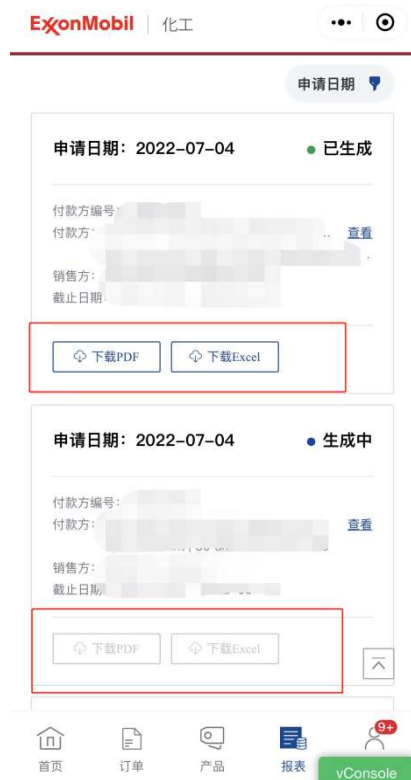 ExxonMobil 化工
申请日期
申请日期：2022-07-04 已生成
付款方编号:
付款方: .. 查看
销售方:
截止日期
下载PDF 下载Excel
申请日期：2022-07-04 生成中
付款方编号:
付款方: 查看
销售方:
截止日期
下载PDF 下载Excel
9+
首页 订单 产品 报表
vConsole